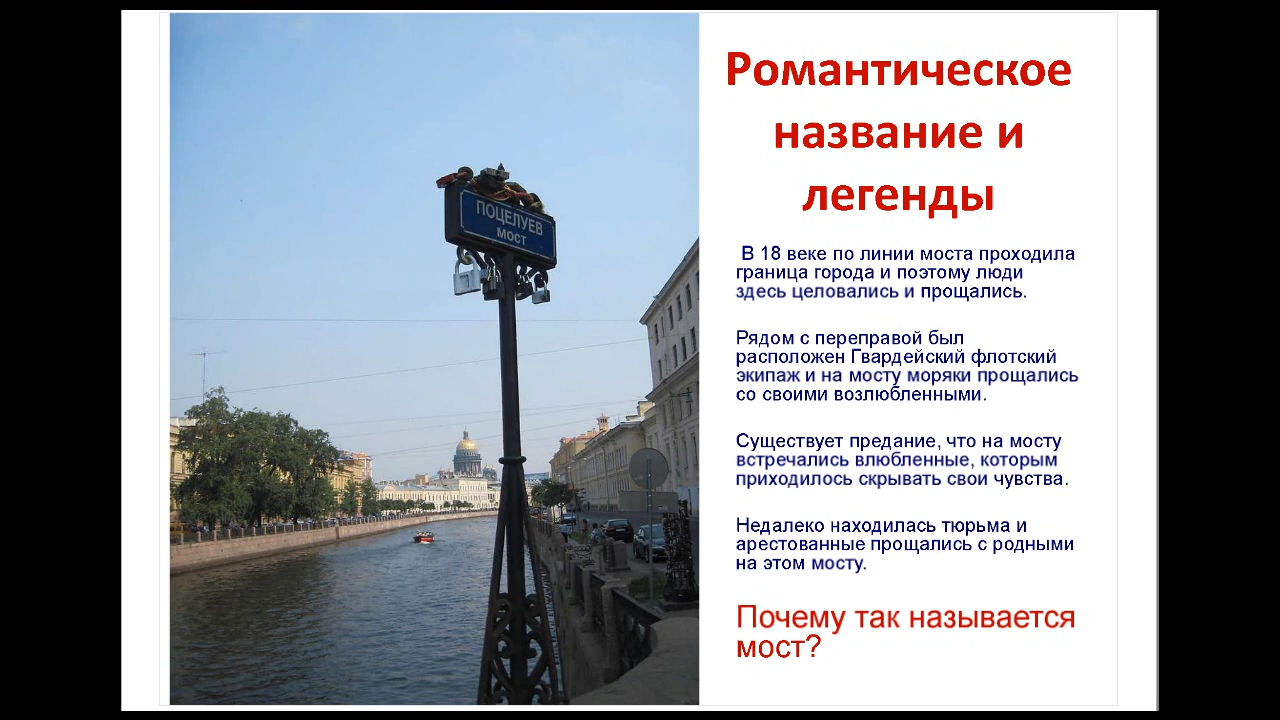 ПОЦЕЛУЕВ
МОСТ
Романтическое
название и
легенды
В 18 веке по линии моста проходила
граница города и поэтому люди
здесь целовались и прощались.
Рядом с переправой был
расположен Гвардейский флотский
экипаж и на мосту моряки прощались
со своими возлюбленными.
Существует предание, что на мосту
встречались влюбленные, которым
приходилось скрывать свои чувства.
Недалеко находилась тюрьма и
арестованные прощались с родными
на этом мосту.
Почему так называется
мост?